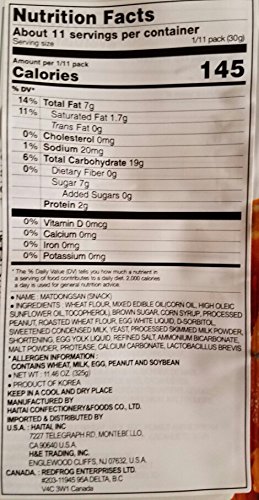 Nutrition Facts
About 11 servings per container
Serving size 1/11 pack (30g)
Amount per 1/11 pack
Calories 145
% DV*
14% Total Fat 7g
11% Saturated Fat 1.7g
Trans Fat 0g
0% Cholesterol 0mg
1% Sodium 20mg
6% Total Carbohydrate 19g
0% Dietary Fiber 0g
Sugar 7g
Added Sugars 0g
Protein 2g
0% Vitamin D 0mcg
0% Calcium 0mg
0% Iron 0mg
0% Potassium 0mg
* The % Daily Value (DV) tells you how much a nutrient in
a serving of food contributes to a daily diet. 2,000 calories
a day is used for general nutrition advice.
● NAME : MATDONGSAN (SNACK)
● INGREDIENTS : WHEAT FLOUR, MIXED EDIBLE OIL(CORN OIL, HIGH OLEIC
SUNFLOWER OIL, TOCOPHEROL), BROWN SUGAR, CORN SYRUP, PROCESSED
PEANUT, ROASTED WHEAT FLOUR, EGG WHITE LIQUID, D-SORBITOL,
SWEETENED CONDENSED MILK, YEAST, PROCESSED SKIMMED MILK POWDER,
SHORTENING, EGG YOLK LIQUID, REFINED SALT, AMMONIUM BICARBONATE,
MALT POWDER, PROTEASE, CALCIUM CARBONATE, LACTOBACILLUS BREVIS
* ALLERGEN INFORMATION :
CONTAINS WHEAT, MILK, EGG, PEANUT AND SOYBEAN
● NET WT : 11.46 OZ. (325g)
● PRODUCT OF KOREA
KEEP IN A COOL AND DRY PLACE
MANUFACTURED BY
HAITAI CONFECTIONERY&FOODS CO., LTD.
IMPORTED & DISTRIBUTED BY
U.S.A. : HAITAI, INC
7227 TELEGRAPH RD, MONTEBELLO,
CA 90640 U.S.A.
H&E TRADING, INC.
ENGLEWOOD CLIFFS, NJ 07632, U.S.A.
CANADA. : REDFROG ENTERPRISES LTD.
#203-11945 95A DELTA, B.C
V4C 3W1 Canada